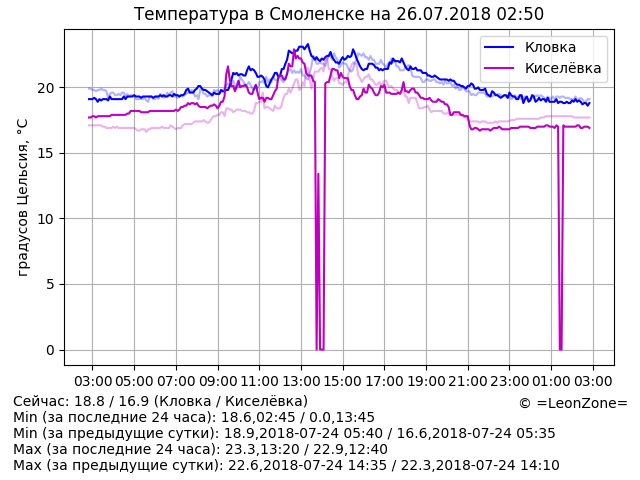 Температура в Смоленске на 26.07.2018 02:50
Кловка
Киселёвка
градусов Цельсия, °C
20
15
10
5
0
03:00 05:00 07:00 09:00 11:00 13:00 15:00 17:00 19:00 21:00 23:00 01:00 03:00
Сейчас: 18.8 / 16.9 (Кловка / Киселёвка)
© =LeonZone=
Min (за последние 24 часа): 18.6,02:45 / 0.0,13:45
Min (за предыдущие сутки): 18.9,2018-07-24 05:40 / 16.6,2018-07-24 05:35
Max (за последние 24 часа): 23.3,13:20 / 22.9,12:40
Max (за предыдущие сутки): 22.6,2018-07-24 14:35 / 22.3,2018-07-24 14:10